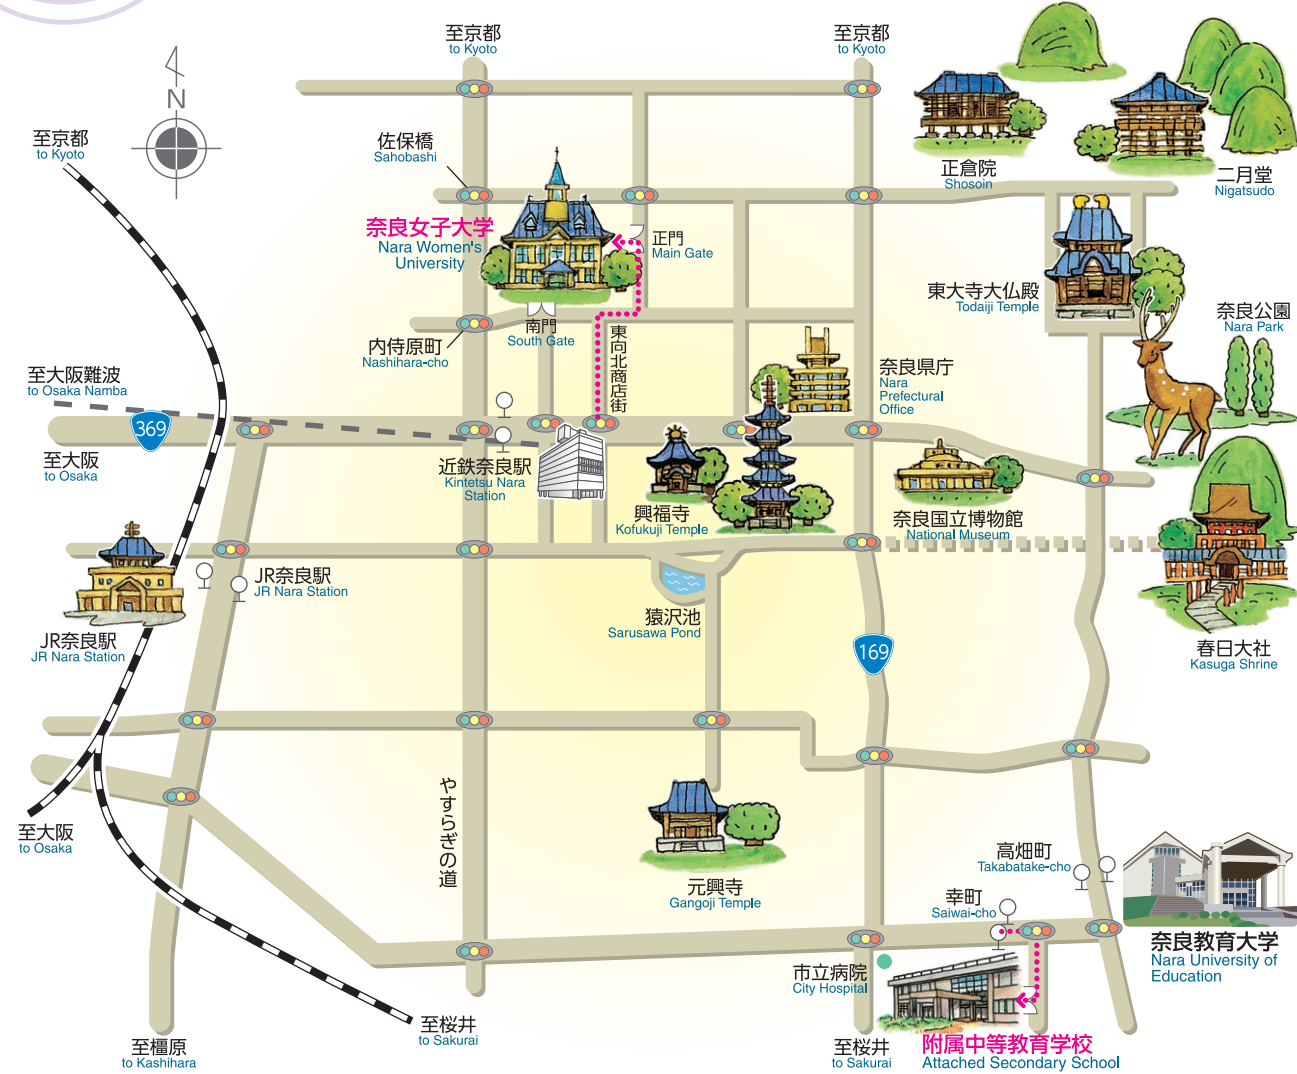 至京都
to Kyoto
至京都
to Kyoto
N
至京都
to Kyoto
佐保橋
Sahobashi
正倉院
Shosoin
二月堂
Nigatsudo
奈良女子大学
Nara Women's
University
正門
Main Gate
東大寺大仏殿
Todaiji Temple
奈良公園
Nara Park
南門
South Gate
内侍原町
Nashihara-cho
東向北商店街
奈良県庁
Nara
Prefectural
Office
至大阪難波
to Osaka Namba
369
至大阪
to Osaka
近鉄奈良駅
Kintetsu Nara
Station
興福寺
Kofukuji Temple
奈良国立博物館
National Museum
JR奈良駅
JR Nara Station
JR奈良駅
JR Nara Station
猿沢池
Sarusawa Pond
169
春日大社
Kasuga Shrine
やすらぎの道
至大阪
to Osaka
元興寺
Gangoji Temple
高畑町
Takabatake-cho
幸町
Saiwai-cho
奈良教育大学
Nara University of
Education
市立病院
City Hospital
至桜井
to Sakurai
至橿原
to Kashihara
至桜井
to Sakurai
附属中等教育学校
Attached Secondary School